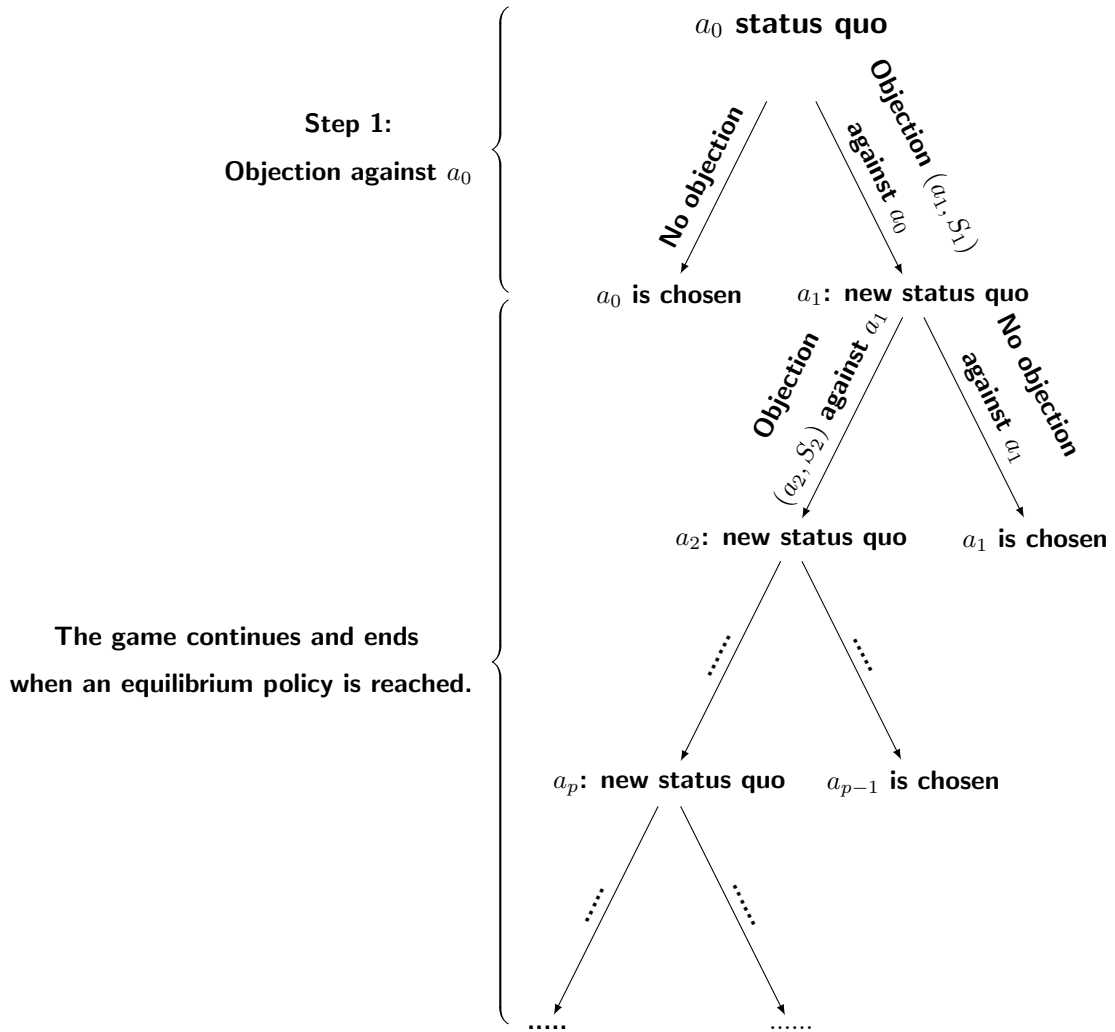 a₀ status quo
Step 1:
Objection against a₀
No objection
Objection (a₁, S₁)
against a₀
a₀ is chosen
a₁: new status quo
Objection
(a₂, S₂) against a₁
No objection
against a₁
a₂: new status quo
a₁ is chosen
The game continues and ends
when an equilibrium policy is reached.
......
.....
aₚ: new status quo
aₚ₋₁ is chosen
......
......
.....
......